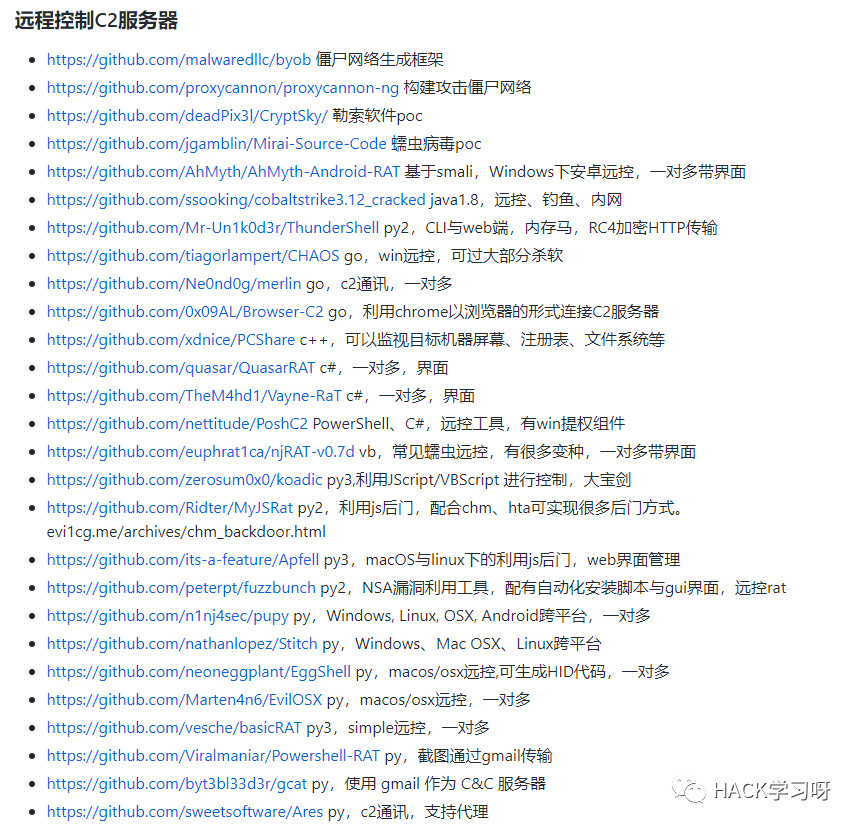 远程控制C2服务器
https://github.com/malwaredllc/byob 僵尸网络生成框架
https://github.com/proxycannon/proxycannon-ng 构建攻击僵尸网络
https://github.com/deadPix3l/CryptSky/ 勒索软件poc
https://github.com/jgamblin/Mirai-Source-Code 蠕虫病毒poc
https://github.com/AhMyth/AhMyth-Android-RAT 基于smali，Windows下安卓远控，一对多带界面
https://github.com/ssooking/cobaltstrike3.12_cracked java1.8，远控、钓鱼、内网
https://github.com/Mr-Un1k0d3r/ThunderShell py2，CLI与web端，内存马，RC4加密HTTP传输
https://github.com/tiagorlampert/CHAOS go，win远控，可过大部分杀软
https://github.com/Ne0nd0g/merlin go，c2通讯，一对多
https://github.com/0x09AL/Browser-C2 go，利用chrome以浏览器的形式连接C2服务器
https://github.com/xdnice/PCShare c++，可以监视目标机器屏幕、注册表、文件系统等
https://github.com/quasar/QuasarRAT c#，一对多，界面
https://github.com/TheM4hd1/Vayne-RaT c#，一对多，界面
https://github.com/nettitude/PoshC2 PowerShell、C#，远控工具，有win提权组件
https://github.com/euphrat1ca/njRAT-v0.7d vb，常见蠕虫远控，有很多变种，一对多带界面
https://github.com/zerosum0x0/koadic py3,利用JScript/VBScript 进行控制，大宝剑
https://github.com/Ridter/MyJSRat py2，利用js后门，配合chm、hta可实现很多后门方式。
evi1cg.me/archives/chm_backdoor.html
https://github.com/its-a-feature/Apfell py3，macOS与linux下的利用js后门，web界面管理
https://github.com/peterpt/fuzzbunch py2，NSA漏洞利用工具，配有自动化安装脚本与gui界面，远控rat
https://github.com/n1nj4sec/pupy py，Windows, Linux, OSX, Android跨平台，一对多
https://github.com/nathanlopez/Stitch py，Windows、Mac OSX、Linux跨平台
https://github.com/neoneggplant/EggShell py，macos/osx远控,可生成HID代码，一对多
https://github.com/Marten4n6/EvilOSX py，macos/osx远控，一对多
https://github.com/vesche/basicRAT py3，simple远控，一对多
https://github.com/Viralmaniar/Powershell-RAT py，截图通过gmail传输
https://github.com/byt3bl33d3r/gcat py，使用 gmail 作为 C&C 服务器
HACK学习呀
https://github.com/sweetsoftware/Ares py，c2通讯，支持代理